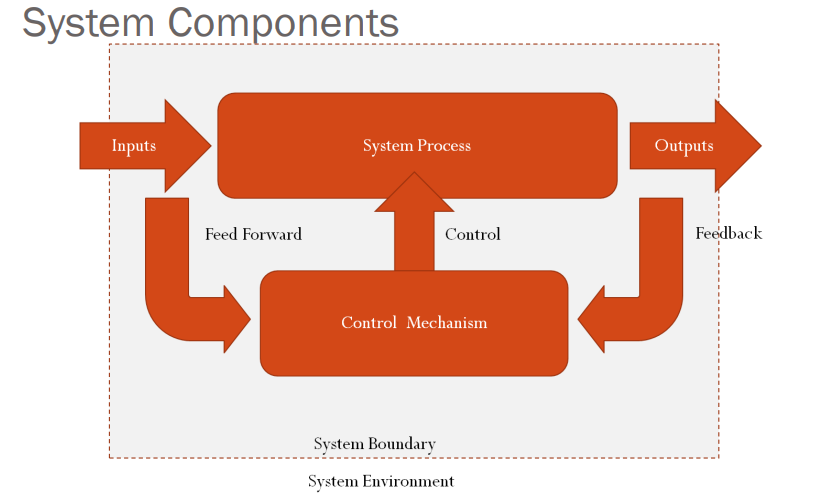 System Components
Inputs
System Process
Outputs
Feed Forward
Control
Feedback
Control Mechanism
System Boundary
System Environment